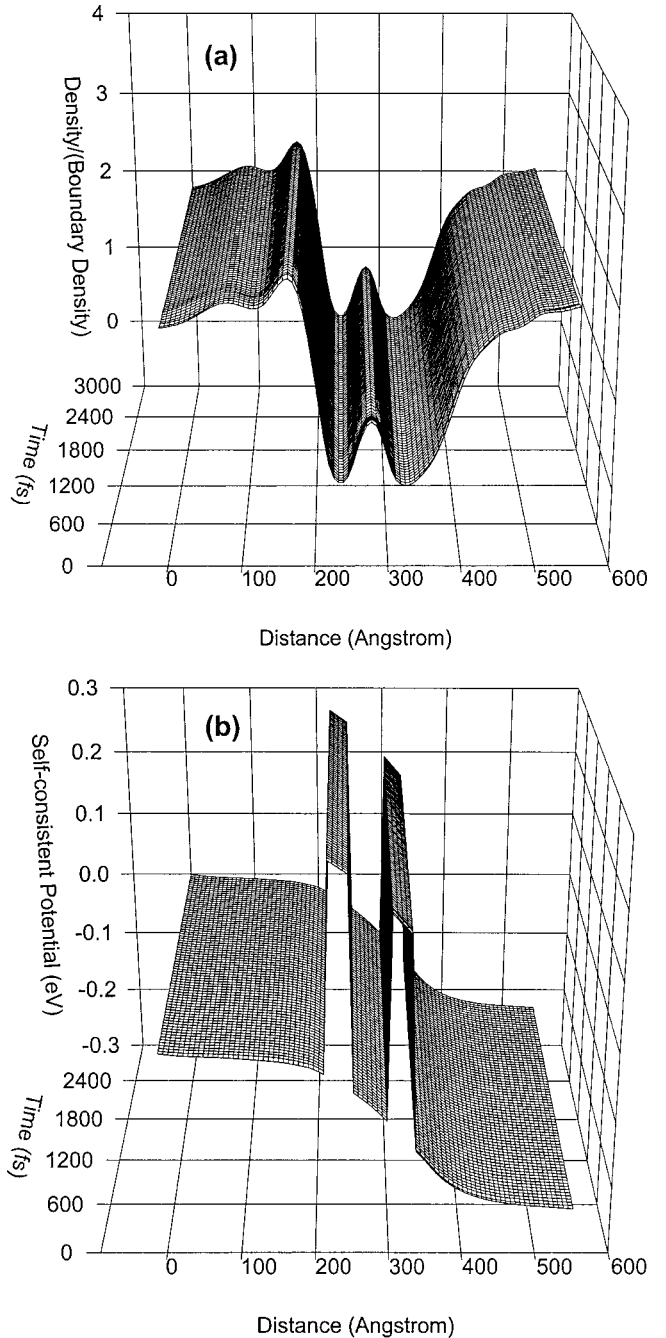 4
(a)
3
2
1
0
Density/(Boundary Density)
3000
2400
1800
1200
600
0
Time (fs)
0 100 200 300 400 500 600
Distance (Angstrom)
0.3
(b)
0.2
0.1
0.0
-0.1
-0.2
-0.3
Self-consistent Potential (eV)
2400
1800
1200
600
0
Time (fs)
0 100 200 300 400 500 600
Distance (Angstrom)